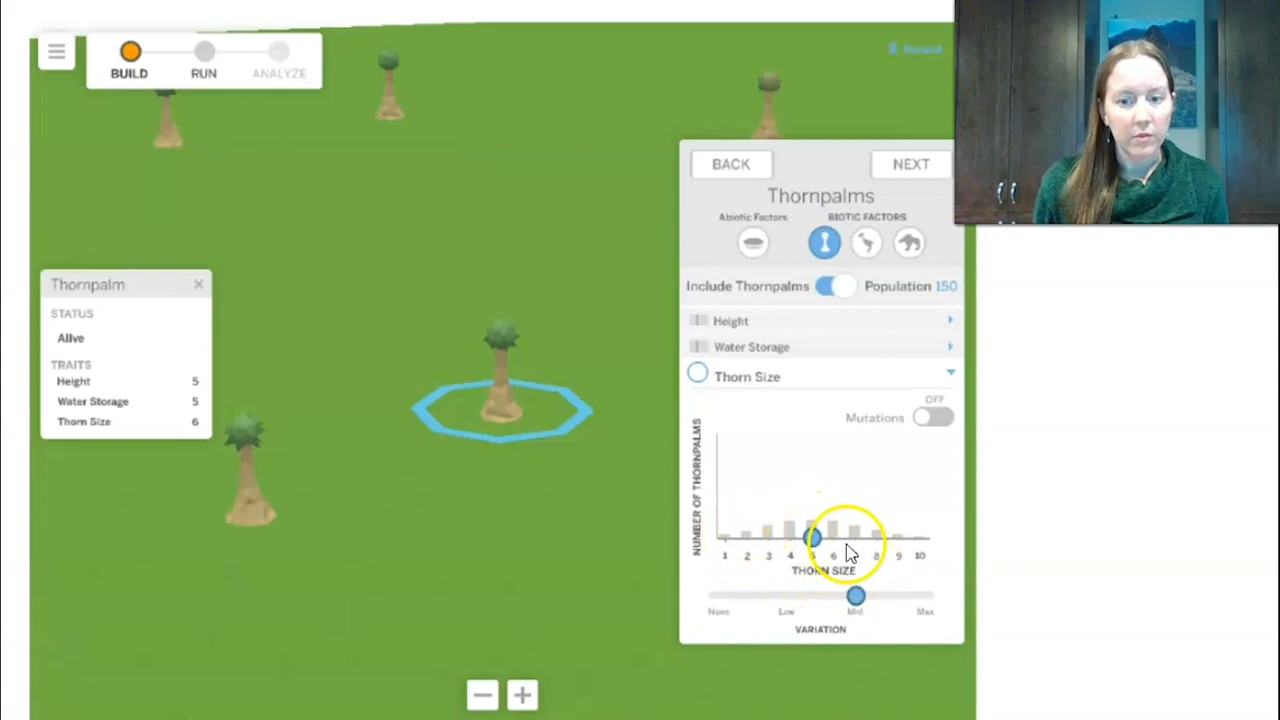 BUILD RUN ANALYZE
BACK NEXT
Thornpalms
Abiotic Factors BIOTIC FACTORS
Include Thornpalms Population 150
Height
Water Storage
Thorn Size
OFF
Mutations
NUMBER OF THORNPALMS
1 2 3 4 5 6 8 9 10
THORN SIZE
None Low Mid Max
VARIATION
Thornpalm
STATUS
Alive
TRAITS
Height 5
Water Storage 5
Thorn Size 6